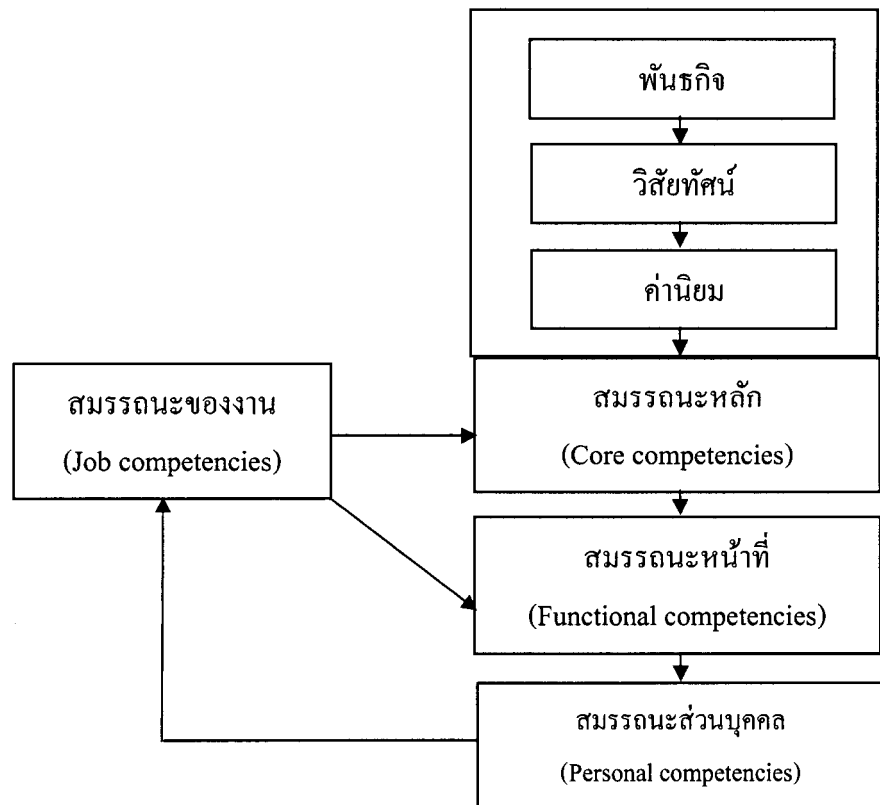 พันธกิจ
วิสัยทัศน์
ค่านิยม
สมรรถนะของงาน
(Job competencies)
สมรรถนะหลัก
(Core competencies)
สมรรถนะหน้าที่
(Functional competencies)
สมรรถนะส่วนบุคคล
(Personal competencies)